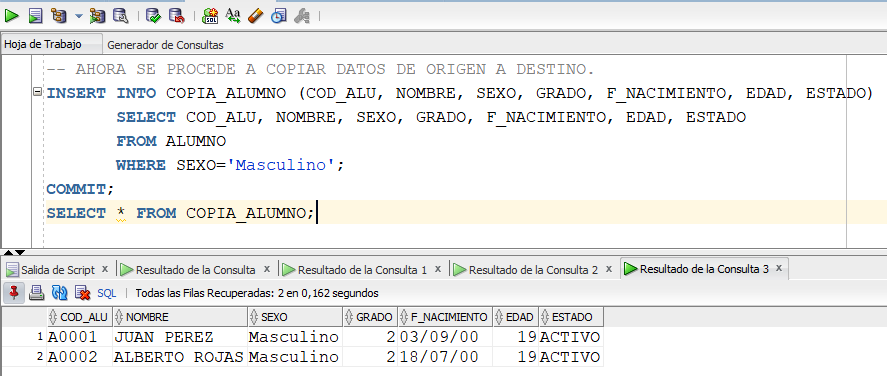 SQL
Aa
Hoja de Trabajo Generador de Consultas
-- AHORA SE PROCEDE A COPIAR DATOS DE ORIGEN A DESTINO.
INSERT INTO COPIA_ALUMNO (COD_ALU, NOMBRE, SEXO, GRADO, F_NACIMIENTO, EDAD, ESTADO)
SELECT COD_ALU, NOMBRE, SEXO, GRADO, F_NACIMIENTO, EDAD, ESTADO
FROM ALUMNO
WHERE SEXO='Masculino';
COMMIT;
SELECT * FROM COPIA_ALUMNO;
Salida de Script x Resultado de la Consulta x Resultado de la Consulta 1 x Resultado de la Consulta 2 x Resultado de la Consulta 3 x
SQL Todas las Filas Recuperadas: 2 en 0,162 segundos
COD_ALU NOMBRE SEXO GRADO F_NACIMIENTO EDAD ESTADO
1 A0001 JUAN PEREZ Masculino 2 03/09/00 19 ACTIVO
2 A0002 ALBERTO ROJAS Masculino 2 18/07/00 19 ACTIVO